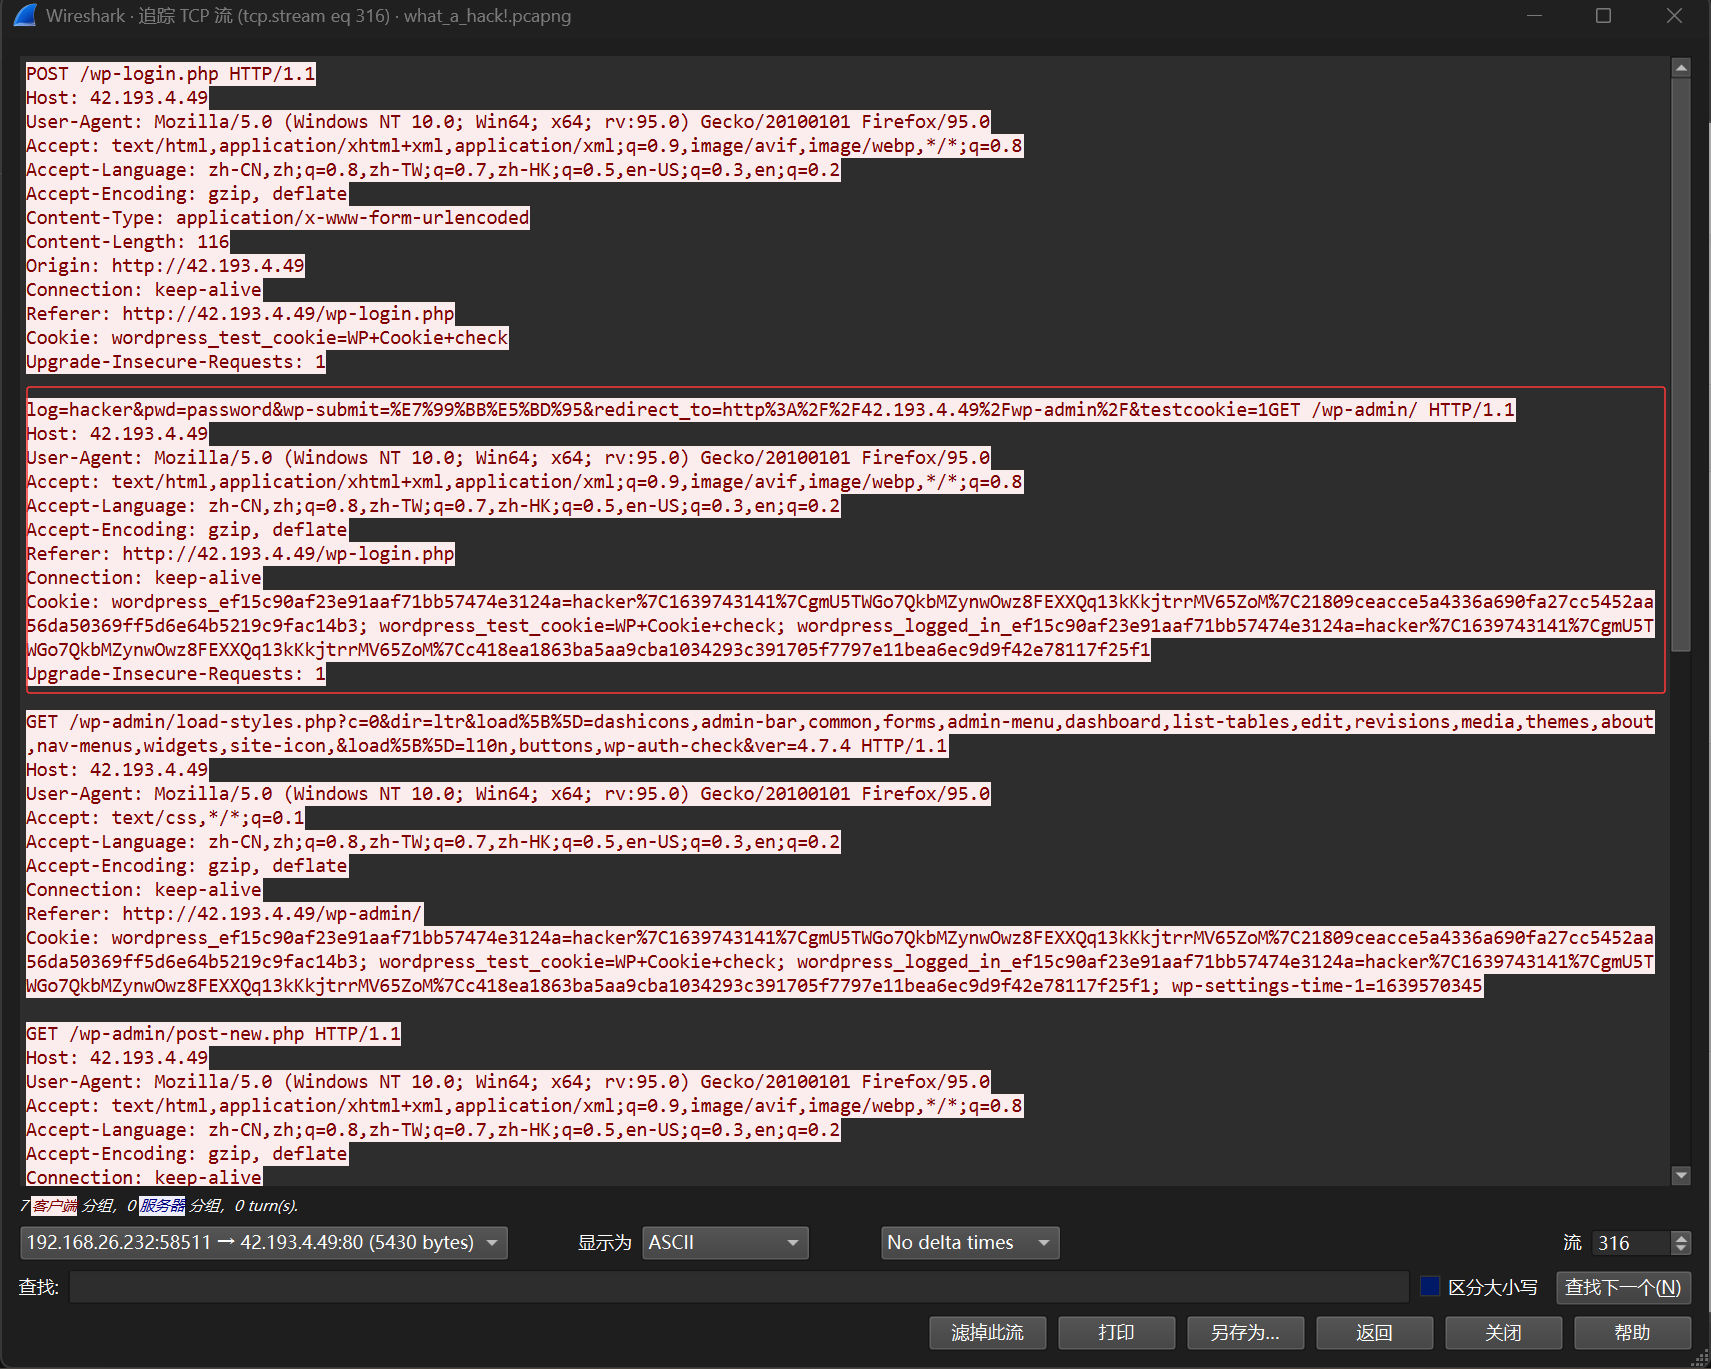 Wireshark · 追踪 TCP 流 (tcp.stream eq 316) · what_a_hack!.pcapng
POST /wp-login.php HTTP/1.1
Host: 42.193.4.49
User-Agent: Mozilla/5.0 (Windows NT 10.0; Win64; x64; rv:95.0) Gecko/20100101 Firefox/95.0
Accept: text/html,application/xhtml+xml,application/xml;q=0.9,image/avif,image/webp,*/*;q=0.8
Accept-Language: zh-CN,zh;q=0.8,zh-TW;q=0.7,zh-HK;q=0.5,en-US;q=0.3,en;q=0.2
Accept-Encoding: gzip, deflate
Content-Type: application/x-www-form-urlencoded
Content-Length: 116
Origin: http://42.193.4.49
Connection: keep-alive
Referer: http://42.193.4.49/wp-login.php
Cookie: wordpress_test_cookie=WP+Cookie+check
Upgrade-Insecure-Requests: 1
log=hacker&pwd=password&wp-submit=%E7%99%BB%E5%BD%95&redirect_to=http%3A%2F%2F42.193.4.49%2Fwp-admin%2F&testcookie=1GET /wp-admin/ HTTP/1.1
Host: 42.193.4.49
User-Agent: Mozilla/5.0 (Windows NT 10.0; Win64; x64; rv:95.0) Gecko/20100101 Firefox/95.0
Accept: text/html,application/xhtml+xml,application/xml;q=0.9,image/avif,image/webp,*/*;q=0.8
Accept-Language: zh-CN,zh;q=0.8,zh-TW;q=0.7,zh-HK;q=0.5,en-US;q=0.3,en;q=0.2
Accept-Encoding: gzip, deflate
Referer: http://42.193.4.49/wp-login.php
Connection: keep-alive
Cookie: wordpress_ef15c90af23e91aaf71bb57474e3124a=hacker%7C1639743141%7CgmU5TWGo7QkbMZynwOwz8FEXXQq13kKkjtrrMV65ZoM%7C21809ceacce5a4336a690fa27cc5452aa
56da50369ff5d6e64b5219c9fac14b3; wordpress_test_cookie=WP+Cookie+check; wordpress_logged_in_ef15c90af23e91aaf71bb57474e3124a=hacker%7C1639743141%7CgmU5T
WGo7QkbMZynwOwz8FEXXQq13kKkjtrrMV65ZoM%7Cc418ea1863ba5aa9cba1034293c391705f7797e11bea6ec9d9f42e78117f25f1
Upgrade-Insecure-Requests: 1
GET /wp-admin/load-styles.php?c=0&dir=ltr&load%5B%5D=dashicons,admin-bar,common,forms,admin-menu,dashboard,list-tables,edit,revisions,media,themes,about
,nav-menus,widgets,site-icon,&load%5B%5D=l10n,buttons,wp-auth-check&ver=4.7.4 HTTP/1.1
Host: 42.193.4.49
User-Agent: Mozilla/5.0 (Windows NT 10.0; Win64; x64; rv:95.0) Gecko/20100101 Firefox/95.0
Accept: text/css,*/*;q=0.1
Accept-Language: zh-CN,zh;q=0.8,zh-TW;q=0.7,zh-HK;q=0.5,en-US;q=0.3,en;q=0.2
Accept-Encoding: gzip, deflate
Connection: keep-alive
Referer: http://42.193.4.49/wp-admin/
Cookie: wordpress_ef15c90af23e91aaf71bb57474e3124a=hacker%7C1639743141%7CgmU5TWGo7QkbMZynwOwz8FEXXQq13kKkjtrrMV65ZoM%7C21809ceacce5a4336a690fa27cc5452aa
56da50369ff5d6e64b5219c9fac14b3; wordpress_test_cookie=WP+Cookie+check; wordpress_logged_in_ef15c90af23e91aaf71bb57474e3124a=hacker%7C1639743141%7CgmU5T
WGo7QkbMZynwOwz8FEXXQq13kKkjtrrMV65ZoM%7Cc418ea1863ba5aa9cba1034293c391705f7797e11bea6ec9d9f42e78117f25f1; wp-settings-time-1=1639570345
GET /wp-admin/post-new.php HTTP/1.1
Host: 42.193.4.49
User-Agent: Mozilla/5.0 (Windows NT 10.0; Win64; x64; rv:95.0) Gecko/20100101 Firefox/95.0
Accept: text/html,application/xhtml+xml,application/xml;q=0.9,image/avif,image/webp,*/*;q=0.8
Accept-Language: zh-CN,zh;q=0.8,zh-TW;q=0.7,zh-HK;q=0.5,en-US;q=0.3,en;q=0.2
Accept-Encoding: gzip, deflate
Connection: keep-alive
7 客户端 分组, 0 服务器 分组, 0 turn(s).
192.168.26.232:58511 → 42.193.4.49:80 (5430 bytes) 显示为 ASCII No delta times 流 316
查找: 区分大小写 查找下一个(N)
滤掉此流 打印 另存为... 返回 关闭 帮助